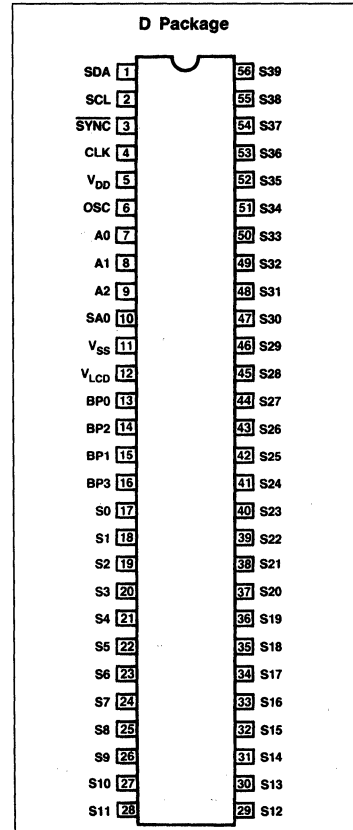 D Package
SDA 1 56 S39
SCL 2 55 S38
SYNC 3 54 S37
CLK 4 53 S36
VDD 5 52 S35
OSC 6 51 S34
A0 7 50 S33
A1 8 49 S32
A2 9 48 S31
SA0 10 47 S30
VSS 11 46 S29
VLCD 12 45 S28
BP0 13 44 S27
BP2 14 43 S26
BP1 15 42 S25
BP3 16 41 S24
S0 17 40 S23
S1 18 39 S22
S2 19 38 S21
S3 20 37 S20
S4 21 36 S19
S5 22 35 S18
S6 23 34 S17
S7 24 33 S16
S8 25 32 S15
S9 26 31 S14
S10 27 30 S13
S11 28 29 S12